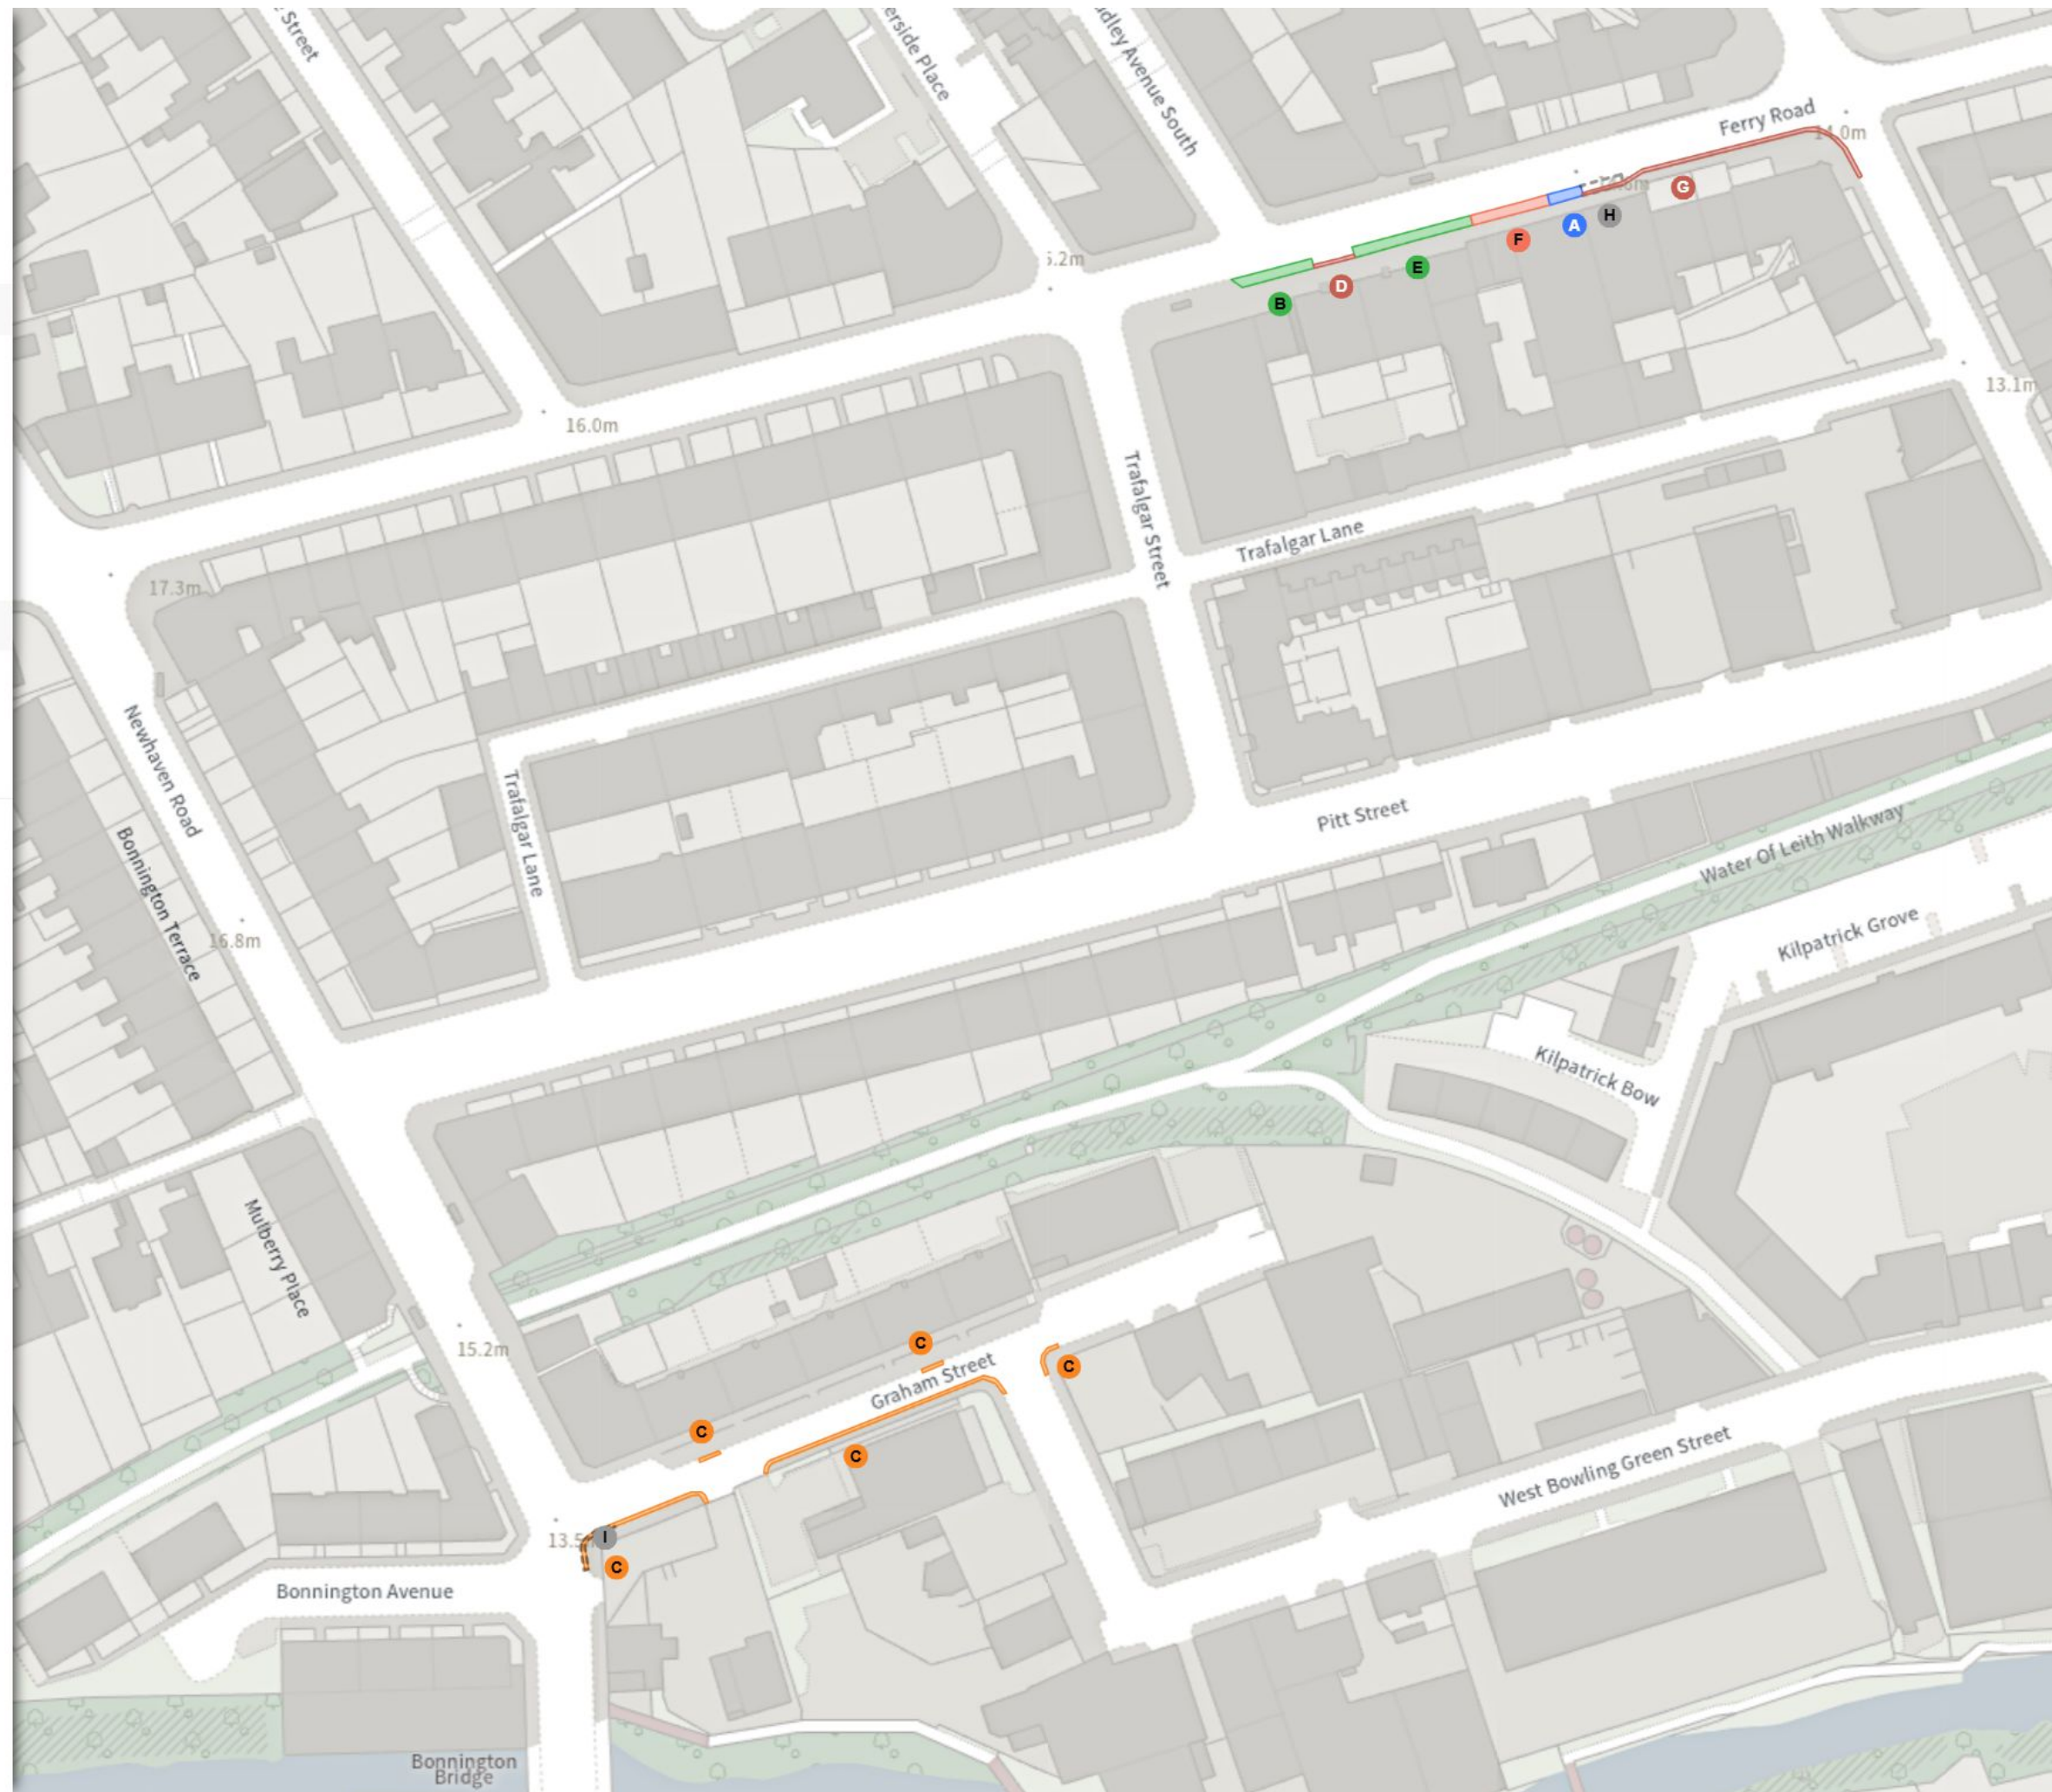 Street
erside Place
dley Avenue South
Ferry Road
14.0m
G
H
A
F
E
D
B
5.2m
16.0m
13.1m
Trafalgar Street
Trafalgar Lane
17.3m
Newhaven Road
Trafalgar Lane
Pitt Street
Bonnington Terrace
Water Of Leith Walkway
16.8m
Kilpatrick Grove
Kilpatrick Bow
Mulberry Place
15.2m
C
C
Graham Street
C
C
West Bowling Green Street
13.5
I
C
Bonnington Avenue
Bonnington
Bridge